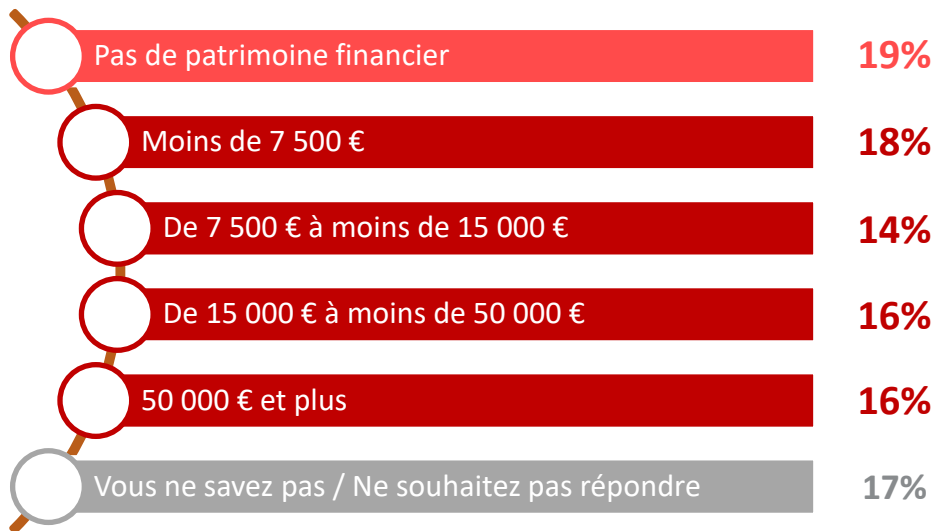 Pas de patrimoine financier 19%
Moins de 7 500 € 18%
De 7 500 € à moins de 15 000 € 14%
De 15 000 € à moins de 50 000 € 16%
50 000 € et plus 16%
Vous ne savez pas / Ne souhaitez pas répondre 17%